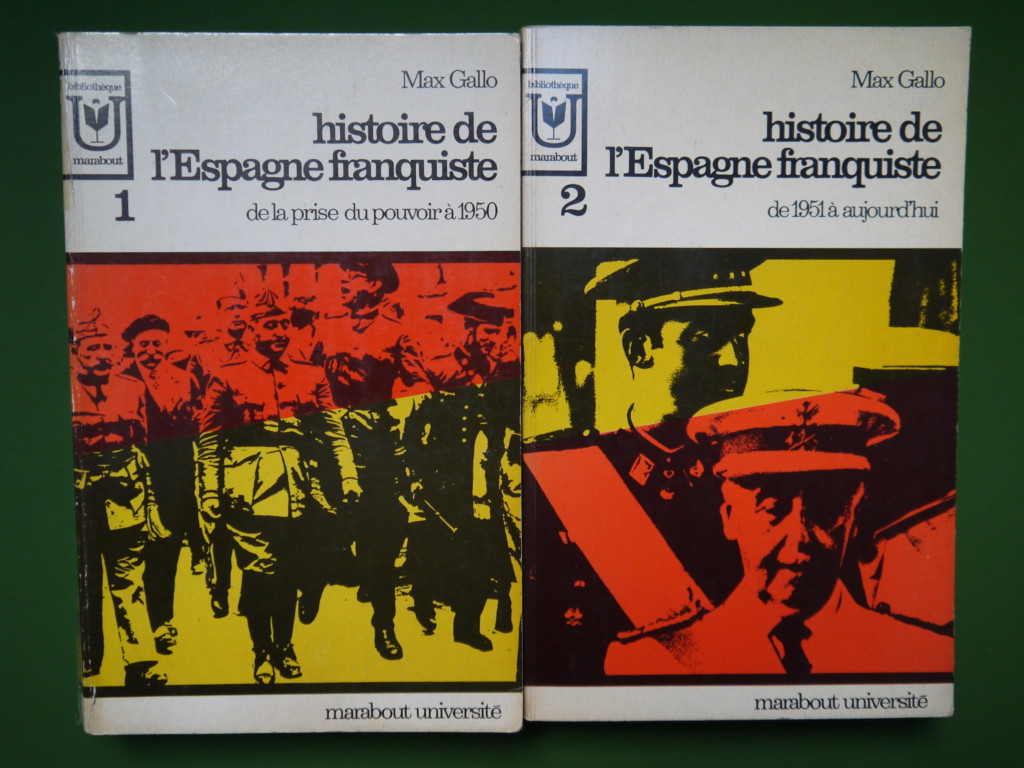 bibliothèque
U
marabout
1
Max Gallo
histoire de
l'Espagne franquiste
de la prise du pouvoir à 1950
marabout université
bibliothèque
U
marabout
2
Max Gallo
histoire de
l'Espagne franquiste
de 1951 à aujourd'hui
marabout université